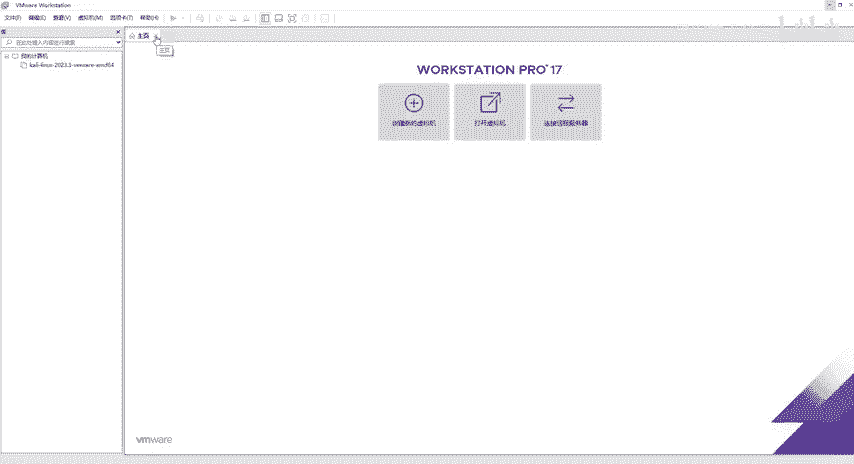 VMware Workstation
文件(F) 编辑(E) 查看(V) 虚拟机(M) 选项卡(T) 帮助(H)
库
在此处输入内容进行搜索
我的计算机
kali-linux-2023.3-vmware-amd64
主页
主页
WORKSTATION PRO™ 17
创建新的虚拟机
打开虚拟机
连接远程服务器
vmware